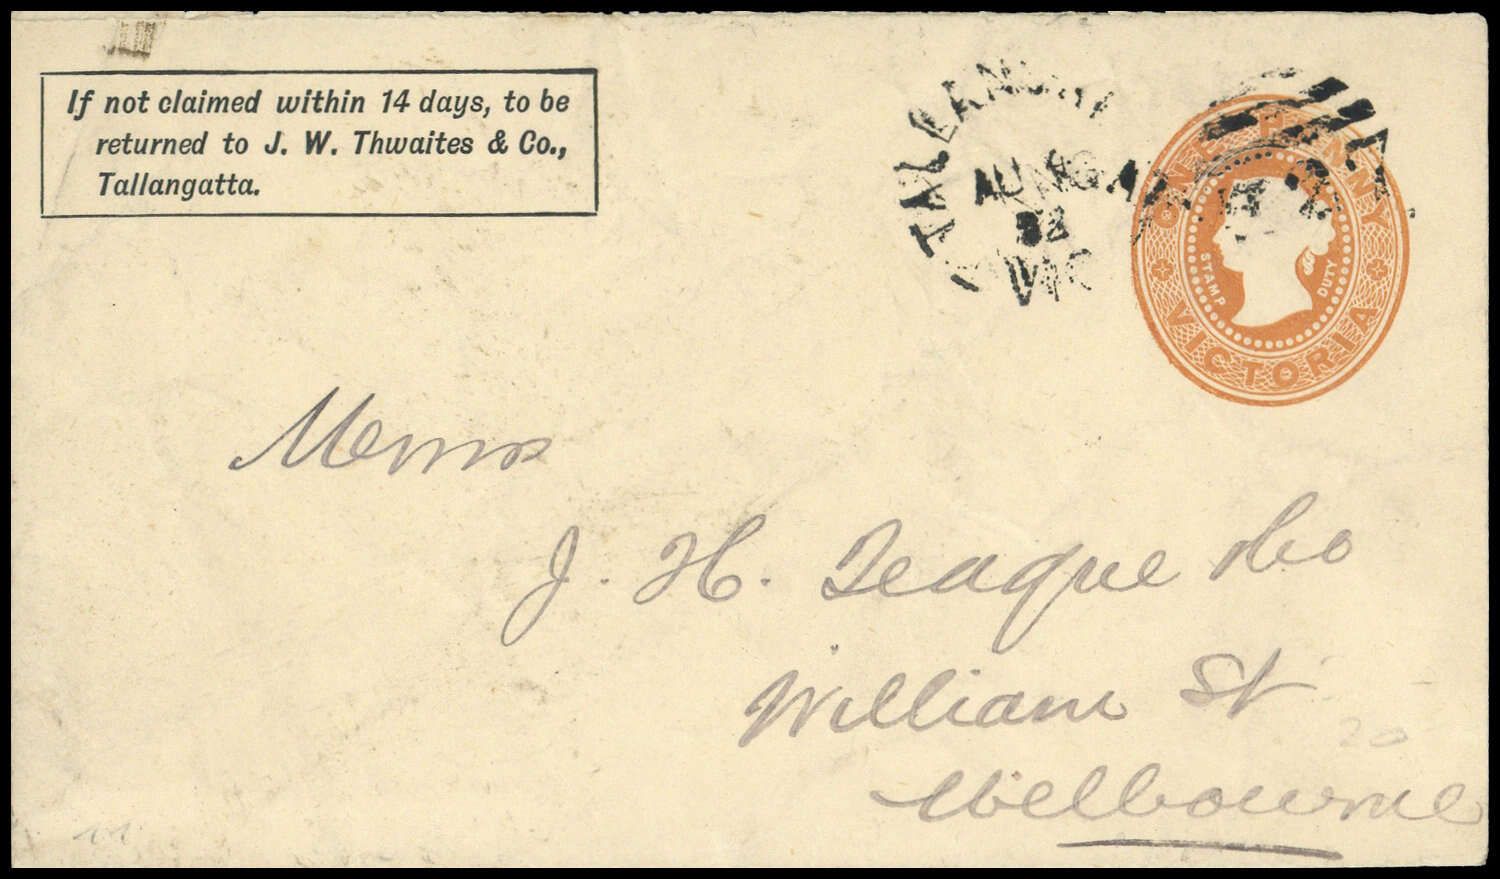 If not claimed within 14 days, to be
returned to J. W. Thwaites & Co.,
Tallangatta.
ONE PENNY
STAMP DUTY
VICTORIA
VIC
Messrs
J. H. Teague & Co
William St
Melbourne
20